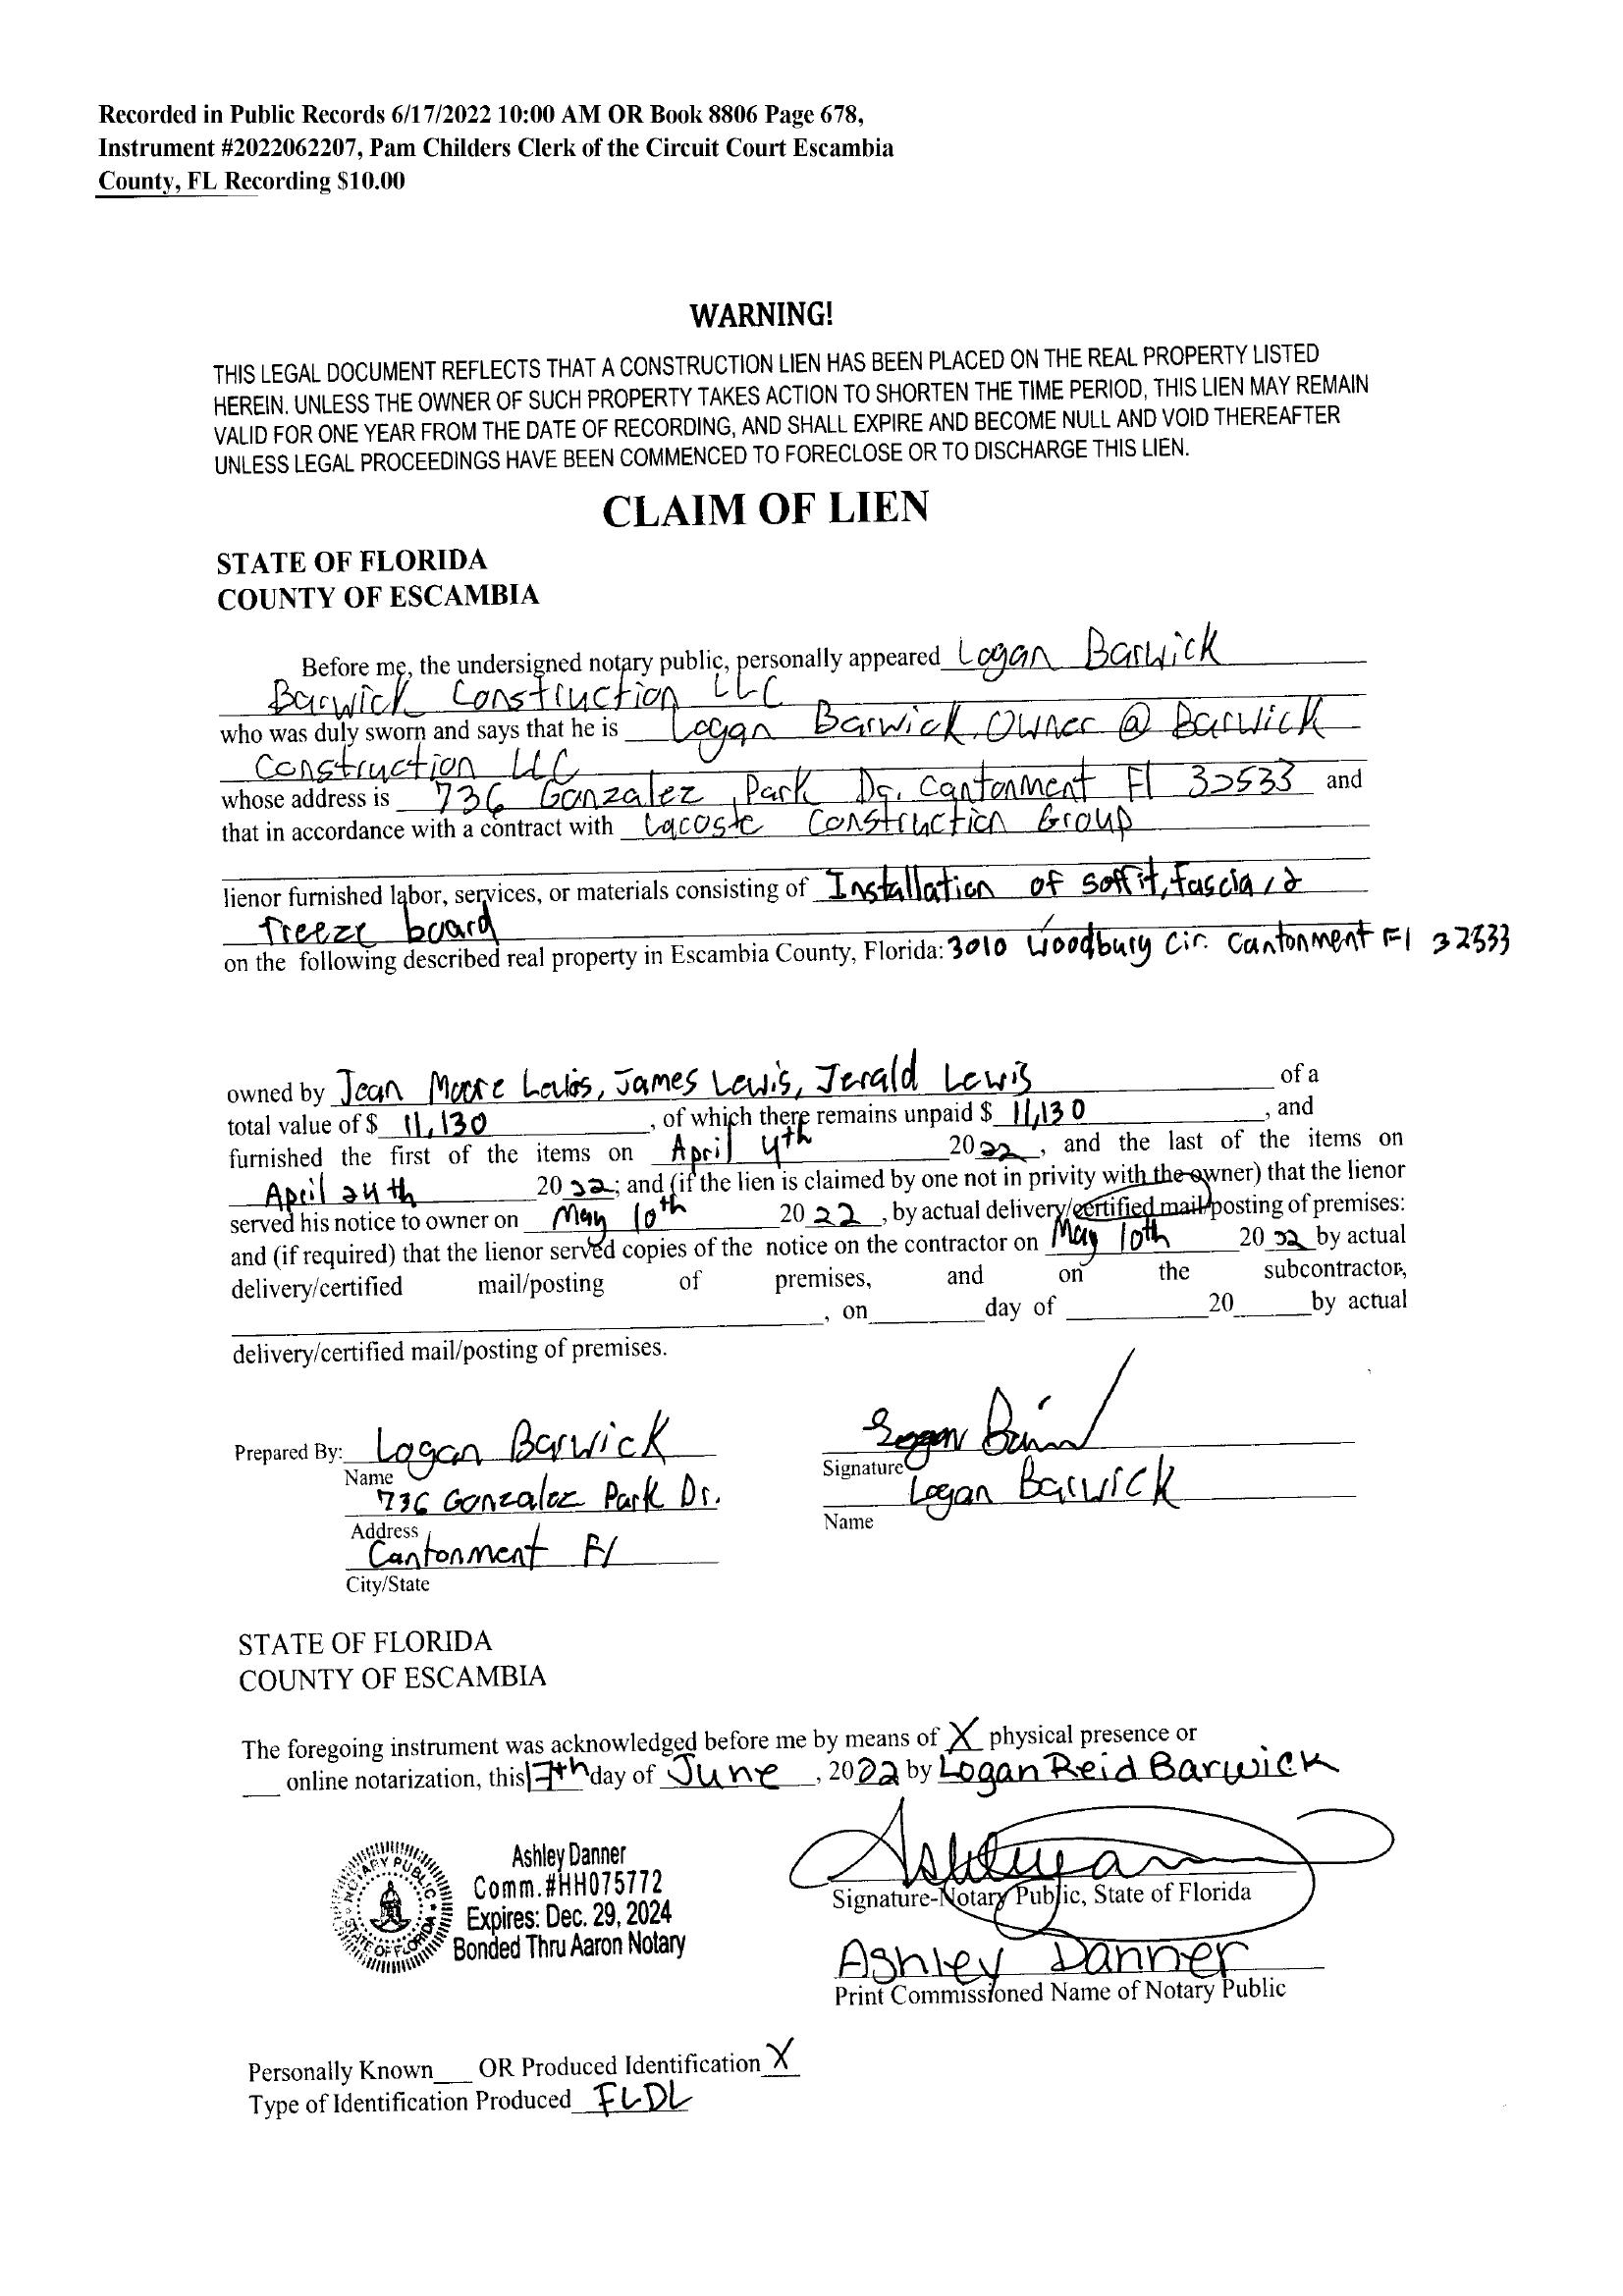 Recorded in Public Records 6/17/2022 10:00 AM OR Book 8806 Page 678,
Instrument #2022062207, Pam Childers Clerk of the Circuit Court Escambia
County, FL Recording $10.00
WARNING!
THIS LEGAL DOCUMENT REFLECTS THAT A CONSTRUCTION LIEN HAS BEEN PLACED ON THE REAL PROPERTY LISTED
HEREIN. UNLESS THE OWNER OF SUCH PROPERTY TAKES ACTION TO SHORTEN THE TIME PERIOD, THIS LIEN MAY REMAIN
VALID FOR ONE YEAR FROM THE DATE OF RECORDING, AND SHALL EXPIRE AND BECOME NULL AND VOID THEREAFTER
UNLESS LEGAL PROCEEDINGS HAVE BEEN COMMENCED TO FORECLOSE OR TO DISCHARGE THIS LIEN.
CLAIM OF LIEN
STATE OF FLORIDA
COUNTY OF ESCAMBIA
Before me, the undersigned notary public, personally appeared Logan Barwick
Barwick Construction LLC
who was duly sworn and says that he is Logan Barwick, Owner @ Barwick
Construction LLC
whose address is 736 Gonzalez Park Dr. Cantonment Fl 32533 and
that in accordance with a contract with Lacoste Construction Group
lienor furnished labor, services, or materials consisting of Installation of soffit, fascia, &
freeze board
on the following described real property in Escambia County, Florida: 3010 Woodbury Cir. Cantonment Fl 32533
owned by Jean Moore Lewis, James Lewis, Jerald Lewis of a
total value of $ 11,130, of which there remains unpaid $ 11,130, and
furnished the first of the items on April 4th 2022, and the last of the items on
April 24th 2022; and (if the lien is claimed by one not in privity with the owner) that the lienor
served his notice to owner on May 10th 2022, by actual delivery/certified mail/posting of premises:
and (if required) that the lienor served copies of the notice on the contractor on May 10th 2022 by actual
delivery/certified mail/posting of premises, and on the subcontractor,
, on day of 20 by actual
delivery/certified mail/posting of premises.
Prepared By: Logan Barwick
Name
736 Gonzalez Park Dr.
Address
Cantonment Fl
City/State
Logan
Signature
Logan Barwick
Name
STATE OF FLORIDA
COUNTY OF ESCAMBIA
The foregoing instrument was acknowledged before me by means of X physical presence or
online notarization, this 17th day of June, 2022 by Logan Reid Barwick
NOTARY PUBLIC STATE OF FLORIDA
Ashley Danner
Comm.#HH075772
Expires: Dec. 29, 2024
Bonded Thru Aaron Notary
Signature-Notary Public, State of Florida
Ashley Danner
Print Commissioned Name of Notary Public
Personally Known OR Produced Identification X
Type of Identification Produced FLDL